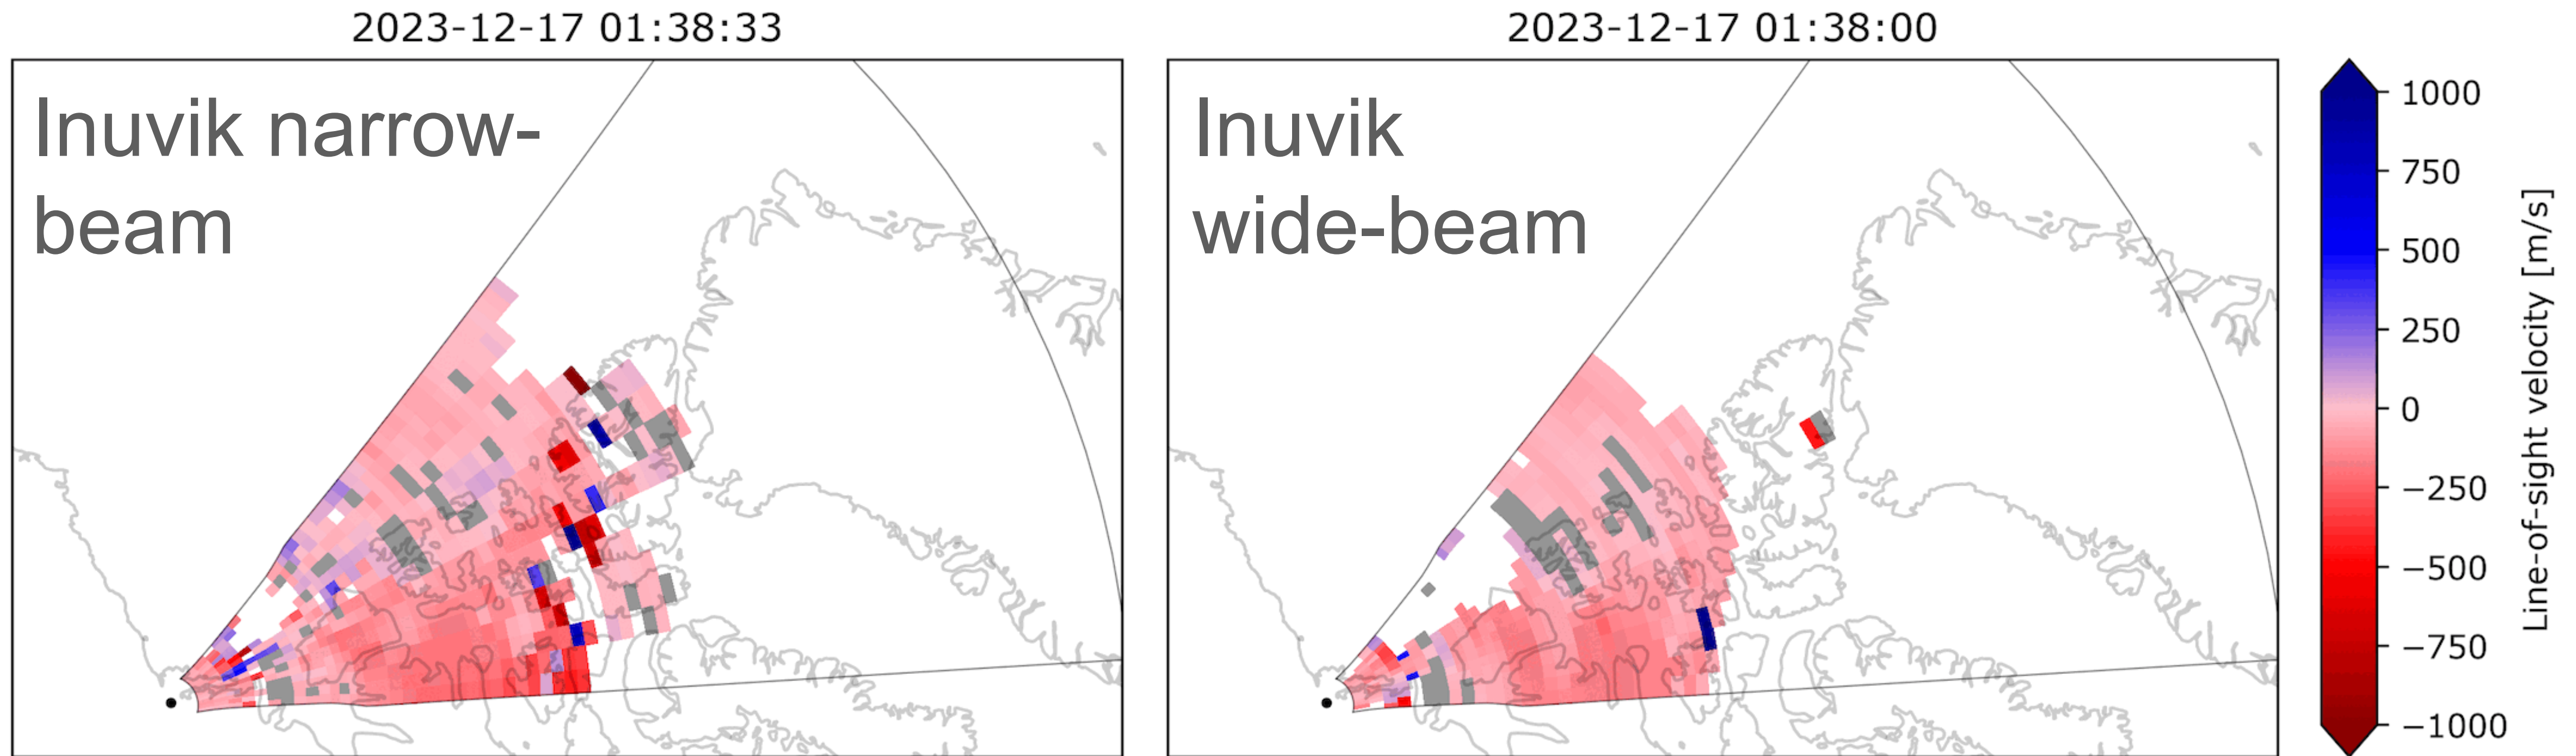 2023-12-17 01:38:33
Inuvik narrow-
beam
2023-12-17 01:38:00
Inuvik
wide-beam
1000
750
500
250
0
−250
−500
−750
−1000
Line-of-sight velocity [m/s]